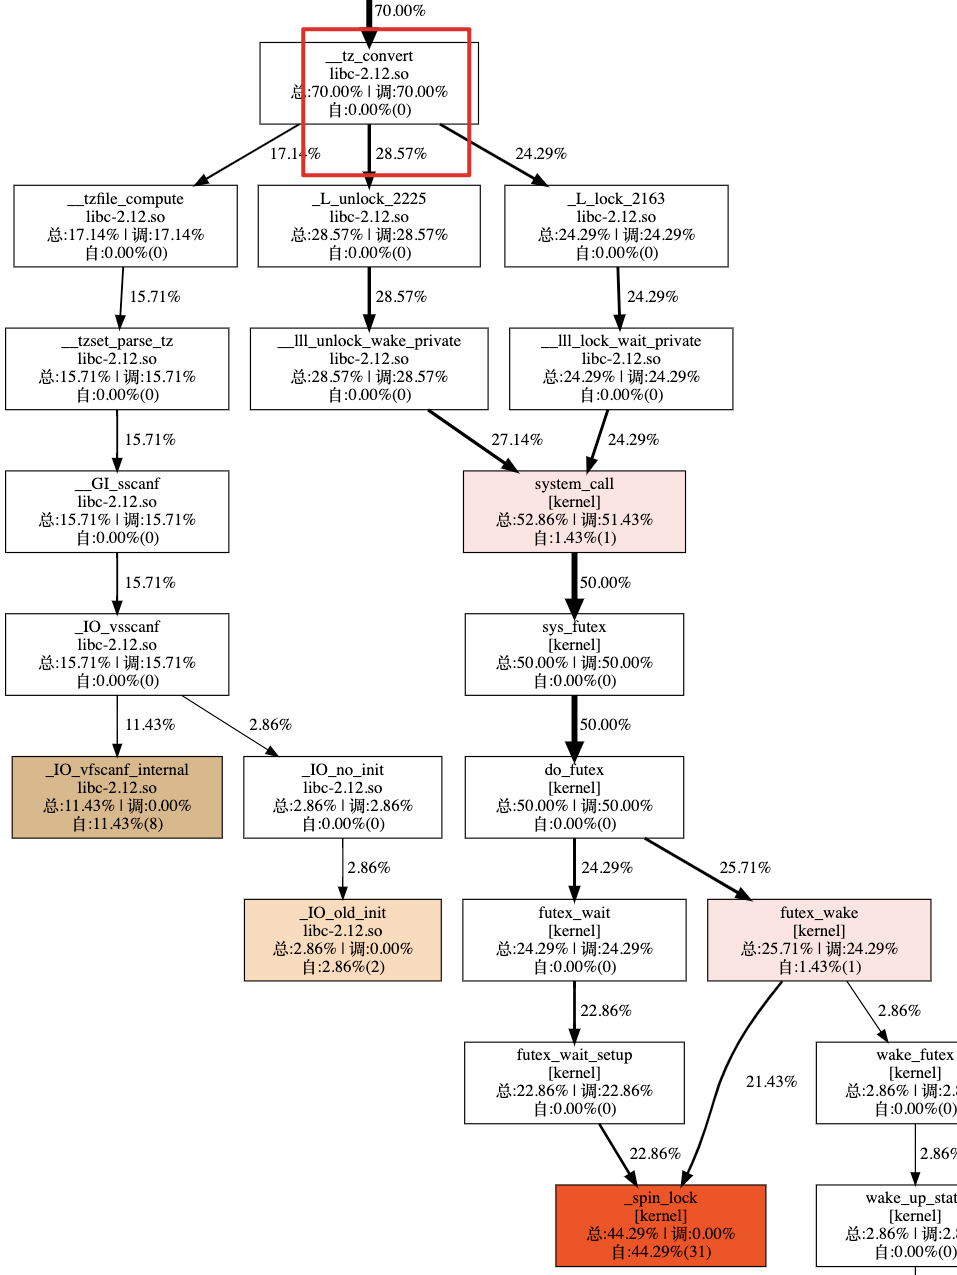 70.00%
__tz_convert
libc-2.12.so
总:70.00% | 调:70.00%
自:0.00%(0)
17.14%
28.57%
24.29%
__tzfile_compute
libc-2.12.so
总:17.14% | 调:17.14%
自:0.00%(0)
_L_unlock_2225
libc-2.12.so
总:28.57% | 调:28.57%
自:0.00%(0)
_L_lock_2163
libc-2.12.so
总:24.29% | 调:24.29%
自:0.00%(0)
15.71%
28.57%
24.29%
__tzset_parse_tz
libc-2.12.so
总:15.71% | 调:15.71%
自:0.00%(0)
__lll_unlock_wake_private
libc-2.12.so
总:28.57% | 调:28.57%
自:0.00%(0)
__lll_lock_wait_private
libc-2.12.so
总:24.29% | 调:24.29%
自:0.00%(0)
15.71%
27.14%
24.29%
__GI_sscanf
libc-2.12.so
总:15.71% | 调:15.71%
自:0.00%(0)
system_call
[kernel]
总:52.86% | 调:51.43%
自:1.43%(1)
15.71%
50.00%
_IO_vsscanf
libc-2.12.so
总:15.71% | 调:15.71%
自:0.00%(0)
sys_futex
[kernel]
总:50.00% | 调:50.00%
自:0.00%(0)
11.43%
2.86%
50.00%
_IO_vfscanf_internal
libc-2.12.so
总:11.43% | 调:0.00%
自:11.43%(8)
_IO_no_init
libc-2.12.so
总:2.86% | 调:2.86%
自:0.00%(0)
do_futex
[kernel]
总:50.00% | 调:50.00%
自:0.00%(0)
2.86%
24.29%
25.71%
_IO_old_init
libc-2.12.so
总:2.86% | 调:0.00%
自:2.86%(2)
futex_wait
[kernel]
总:24.29% | 调:24.29%
自:0.00%(0)
futex_wake
[kernel]
总:25.71% | 调:24.29%
自:1.43%(1)
22.86%
2.86%
futex_wait_setup
[kernel]
总:22.86% | 调:22.86%
自:0.00%(0)
21.43%
wake_futex
[kernel]
总:2.86% | 调:2.8
自:0.00%(0)
22.86%
2.86%
_spin_lock
[kernel]
总:44.29% | 调:0.00%
自:44.29%(31)
wake_up_stat
[kernel]
总:2.86% | 调:2.8
自:0.00%(0)